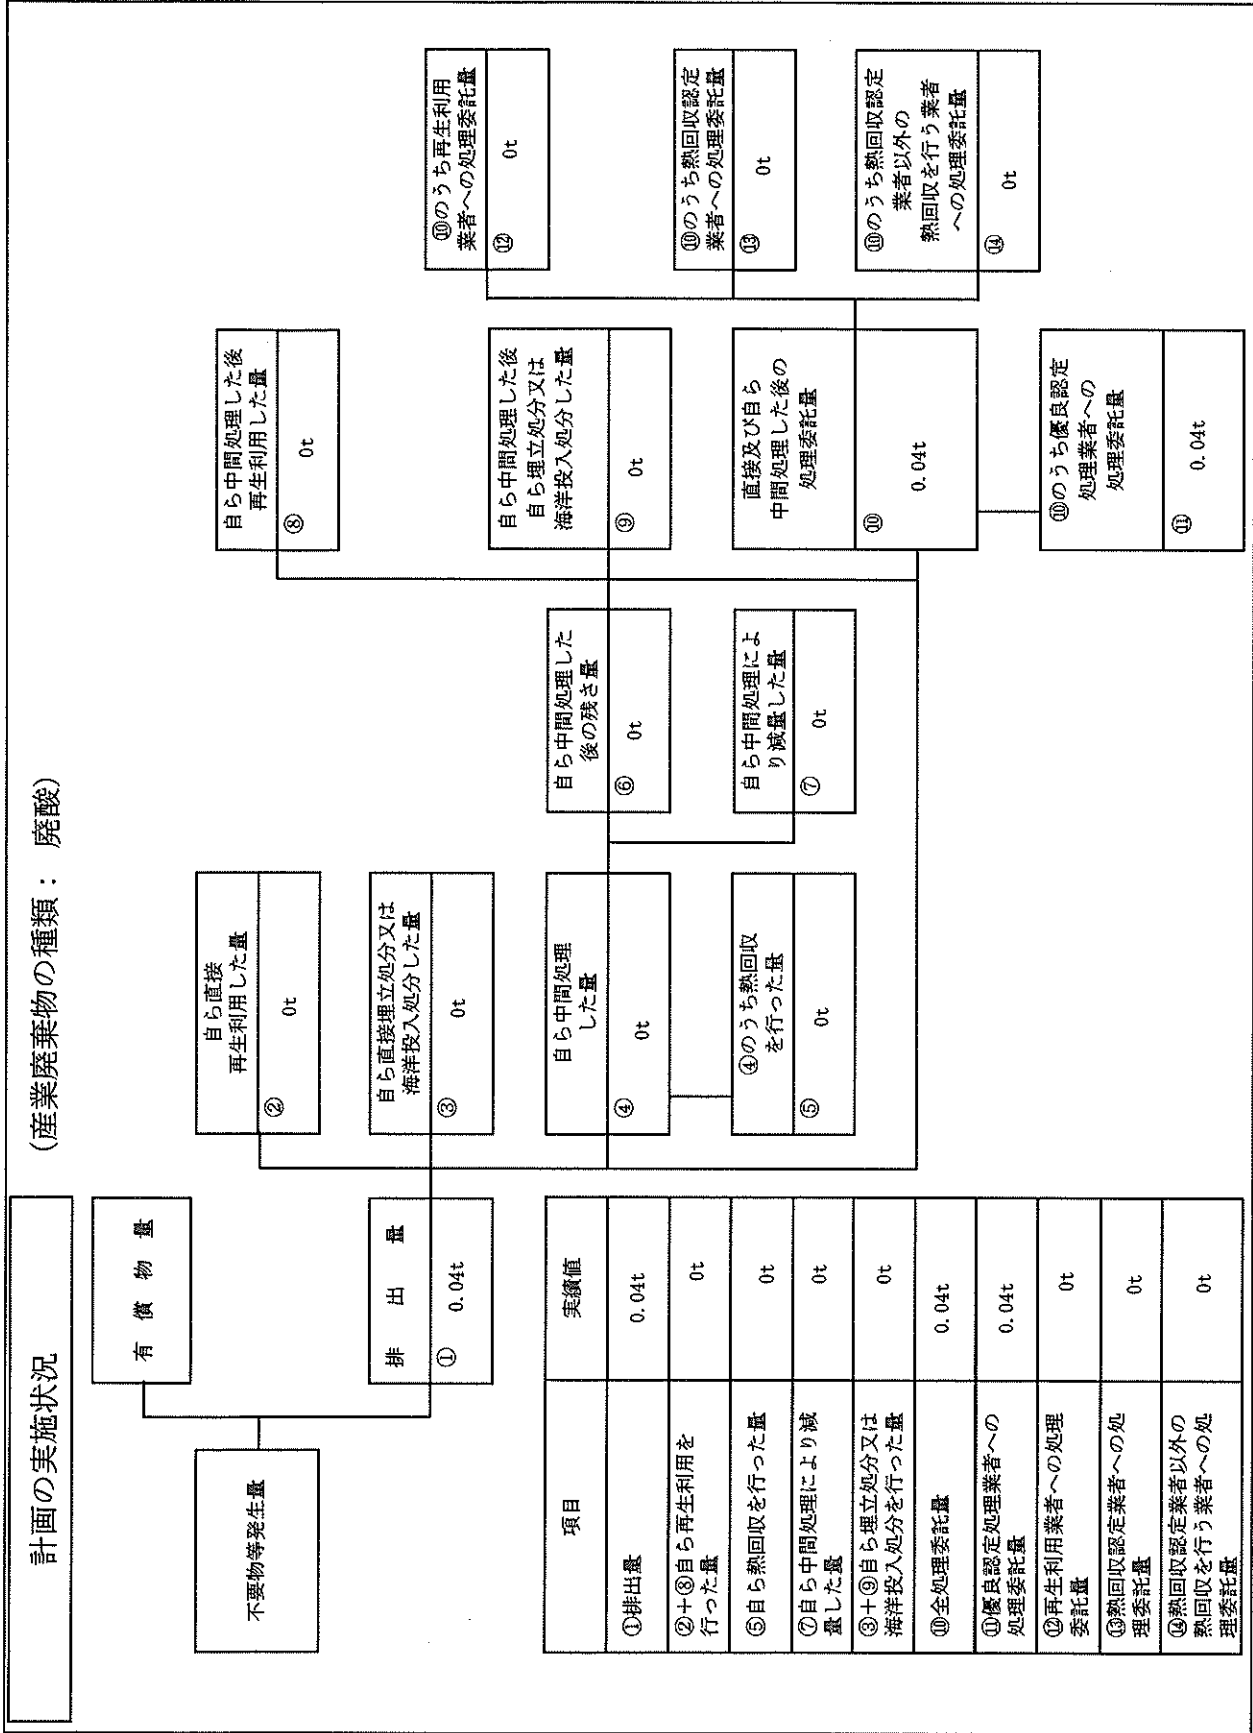 計画の実施状況
(産業廃棄物の種類： 廃酸)
不要物等発生量
有償物量
排出量
① 0.04t
自ら直接
再生利用した量
② 0t
自ら直接埋立処分又は
海洋投入処分した量
③ 0t
自ら中間処理
した量
④ 0t
④のうち熱回収
を行った量
⑤ 0t
自ら中間処理した
後の残さ量
⑥ 0t
自ら中間処理によ
り減量した量
⑦ 0t
自ら中間処理した後
再生利用した量
⑧ 0t
自ら中間処理した後
自ら埋立処分又は
海洋投入処分した量
⑨ 0t
直接及び自ら
中間処理した後の
処理委託量
⑩ 0.04t
⑩のうち優良認定
処理業者への
処理委託量
⑪ 0.04t
⑩のうち再生利用
業者への処理委託量
⑫ 0t
⑩のうち熱回収認定
業者への処理委託量
⑬ 0t
⑩のうち熱回収認定
業者以外の
熱回収を行う業者
への処理委託量
⑭ 0t
項目 実績値
①排出量 0.04t
②＋⑧自ら再生利用を
行った量 0t
⑤自ら熱回収を行った量 0t
⑦自ら中間処理により減
量した量 0t
③＋⑨自ら埋立処分又は
海洋投入処分を行った量 0t
⑩全処理委託量 0.04t
⑪優良認定処理業者への
処理委託量 0.04t
⑫再生利用業者への処理
委託量 0t
⑬熱回収認定業者への処
理委託量 0t
⑭熱回収認定業者以外の
熱回収を行う業者への処
理委託量 0t